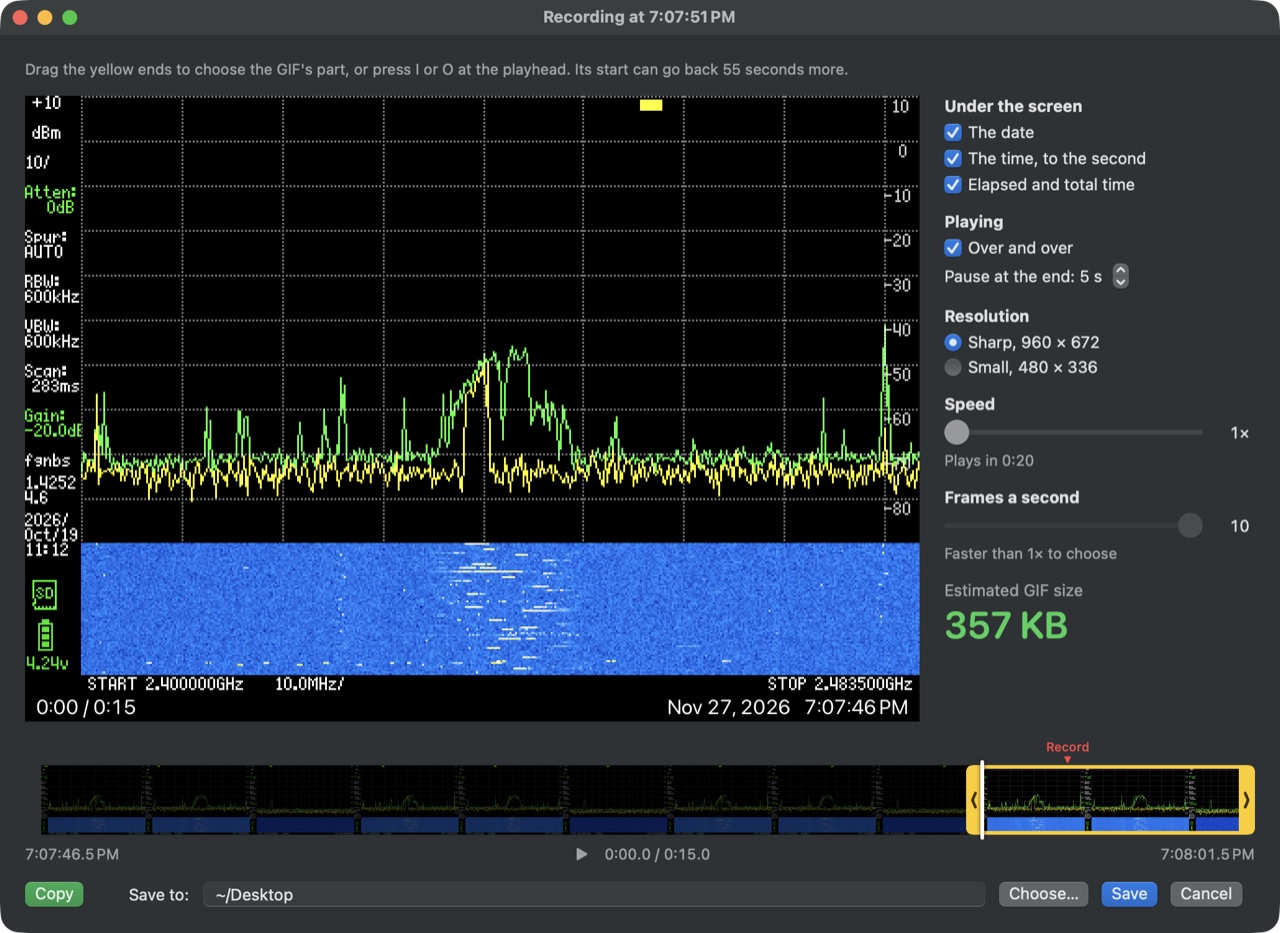 Recording at 7:07:51 PM
Drag the yellow ends to choose the GIF's part, or press I or O at the playhead. Its start can go back 55 seconds more.
+10
dBm
10/
Atten:
0dB
Spur:
AUTO
RBW:
600kHz
VBW:
600kHz
Scan:
283ms
Gain:
-20.0dB
fgnbs
1.4252
4.6
2026/
Oct/19
11:12
SD
4.24v
10
0
-10
-20
-30
-40
-50
-60
-80
START 2.400000GHz 10.0MHz/ STOP 2.483500GHz
0:00 / 0:15 Nov 27, 2026 7:07:46 PM
Under the screen
The date
The time, to the second
Elapsed and total time
Playing
Over and over
Pause at the end: 5 s
Resolution
Sharp, 960 × 672
Small, 480 × 336
Speed
1×
Plays in 0:20
Frames a second
10
Faster than 1× to choose
Estimated GIF size
357 KB
Record
7:07:46.5 PM 0:00.0 / 0:15.0 7:08:01.5 PM
Copy Save to: ~/Desktop Choose... Save Cancel